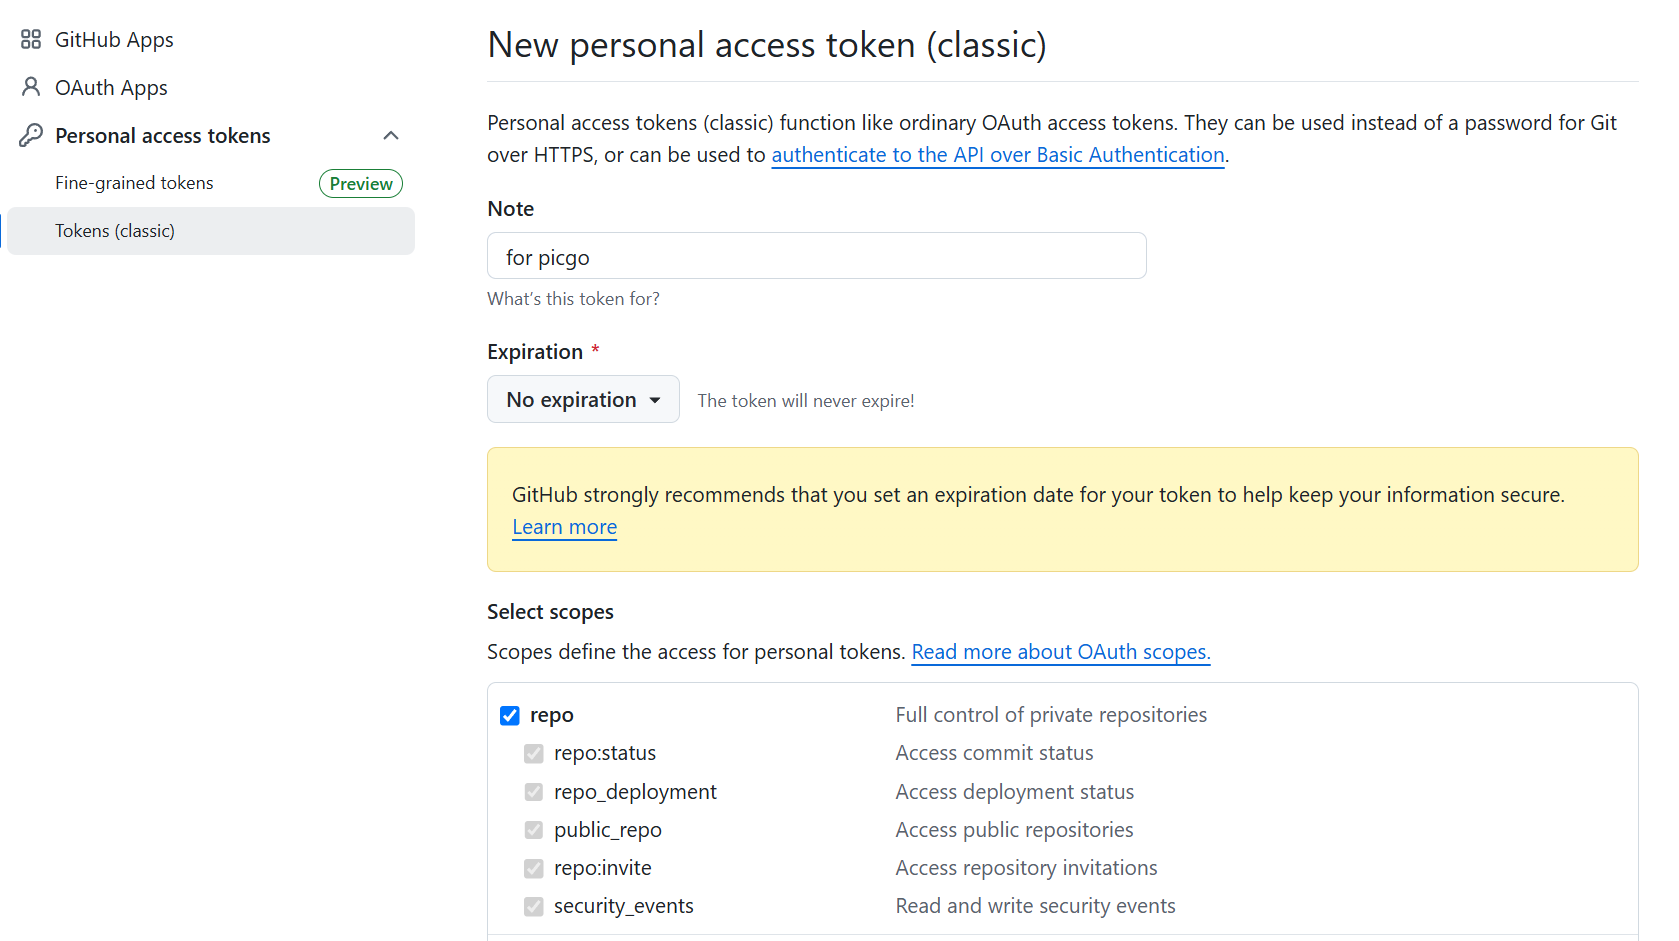 GitHub Apps
OAuth Apps
Personal access tokens
Fine-grained tokens Preview
Tokens (classic)
New personal access token (classic)
Personal access tokens (classic) function like ordinary OAuth access tokens. They can be used instead of a password for Git
over HTTPS, or can be used to authenticate to the API over Basic Authentication.
Note
for picgo
What's this token for?
Expiration *
No expiration The token will never expire!
GitHub strongly recommends that you set an expiration date for your token to help keep your information secure.
Learn more
Select scopes
Scopes define the access for personal tokens. Read more about OAuth scopes.
repo Full control of private repositories
repo:status Access commit status
repo_deployment Access deployment status
public_repo Access public repositories
repo:invite Access repository invitations
security_events Read and write security events